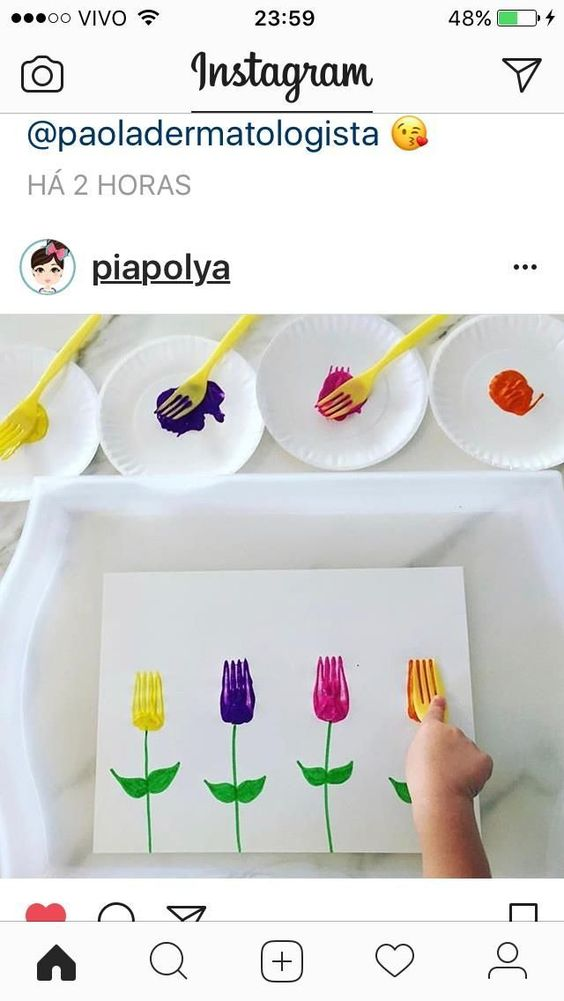 VIVO 23:59 48%
Instagram
@paoladermatologista 😘
HÁ 2 HORAS
piapolya